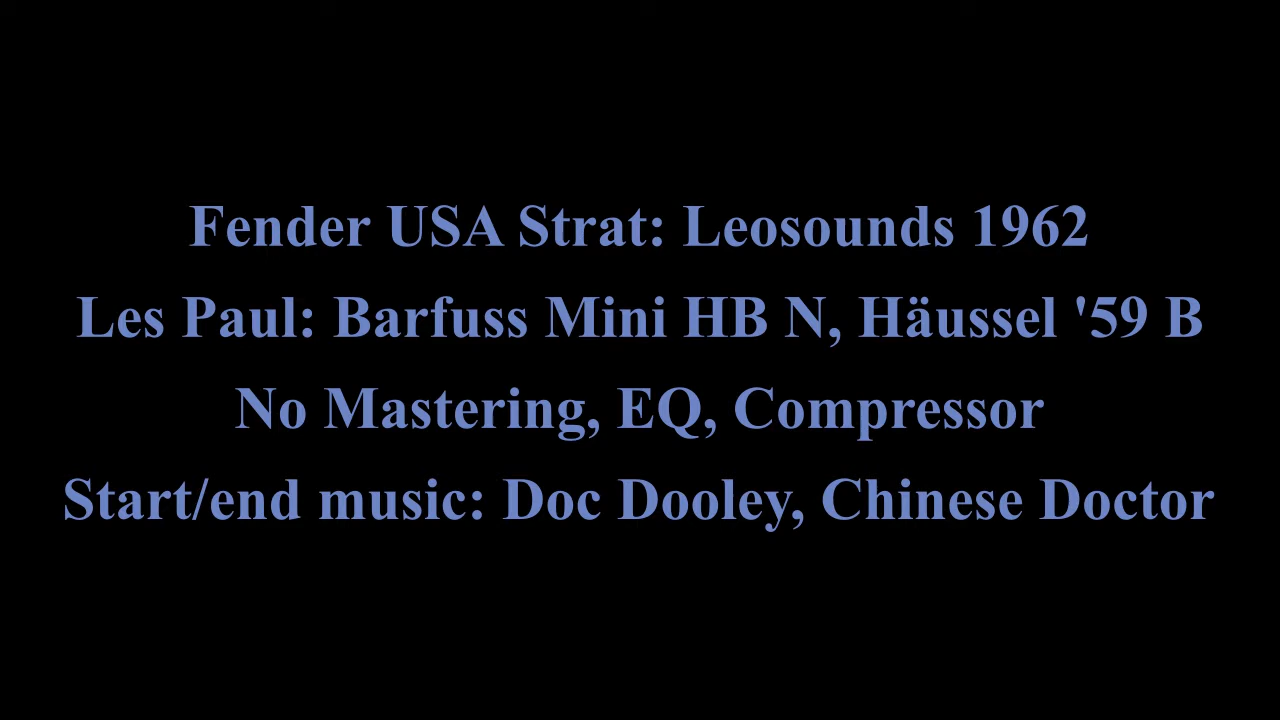 Fender USA Strat: Leosounds 1962
Les Paul: Barfuss Mini HB N, Häussel '59 B
No Mastering, EQ, Compressor
Start/end music: Doc Dooley, Chinese Doctor